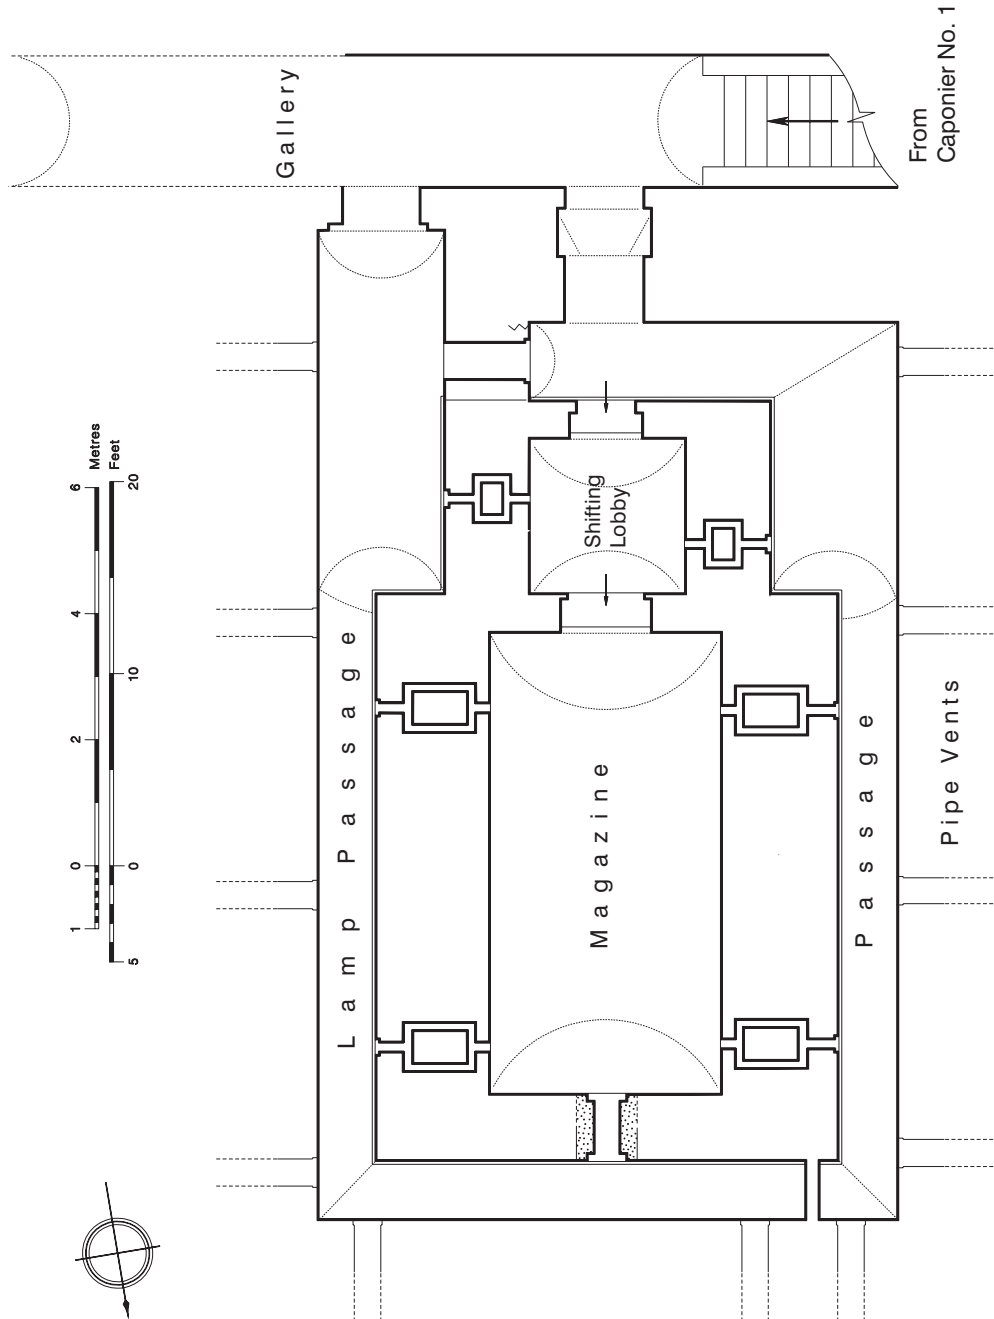 Gallery
From
Caponier No. 1
Metres
Feet
6
4
2
0
1
20
10
0
5
Shifting
Lobby
Lamp Passage
Magazine
Passage
Pipe Vents